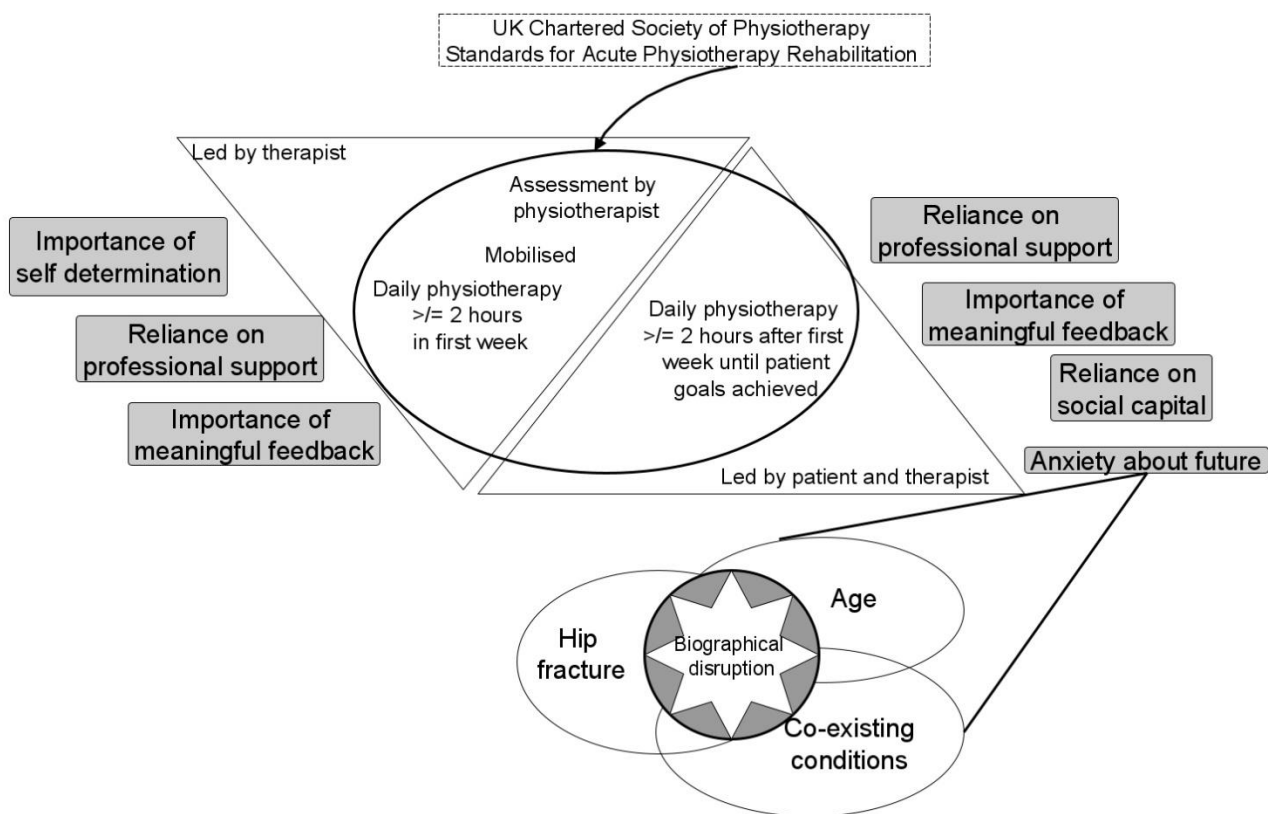 UK Chartered Society of Physiotherapy
Standards for Acute Physiotherapy Rehabilitation
Led by therapist
Assessment by
physiotherapist
Mobilised
Daily physiotherapy
>/= 2 hours
in first week
Daily physiotherapy
>/= 2 hours after first
week until patient
goals achieved
Led by patient and therapist
Importance of
self determination
Reliance on
professional support
Importance of
meaningful feedback
Reliance on
professional support
Importance of
meaningful feedback
Reliance on
social capital
Anxiety about future
Hip
fracture
Biographical
disruption
Age
Co-existing
conditions